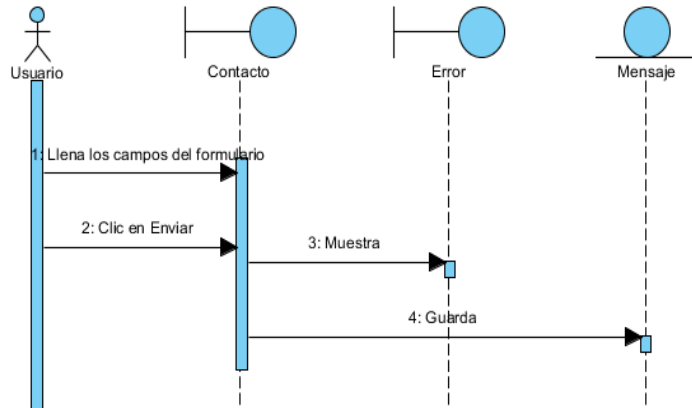 Usuario
Contacto
Error
Mensaje
1: Llena los campos del formulario
2: Clic en Enviar
3: Muestra
4: Guarda